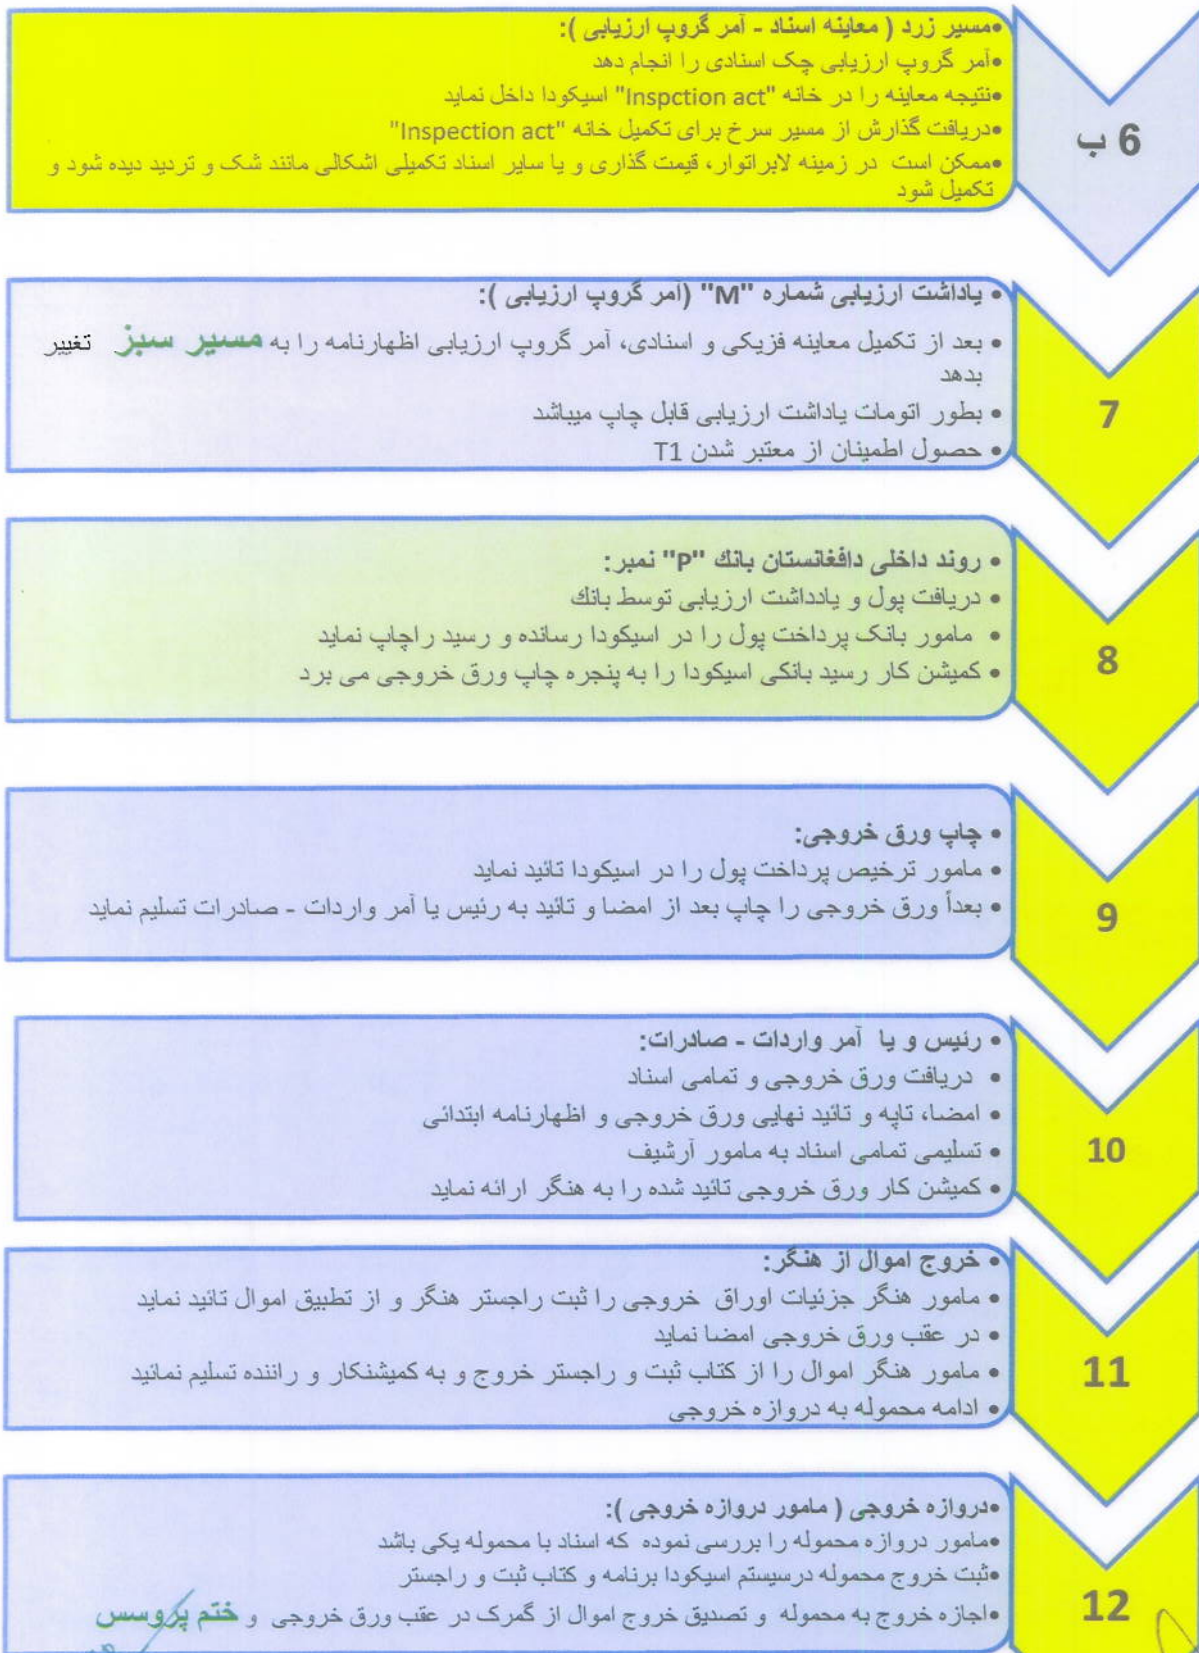 6 ب
•مسیر زرد ( معاینه اسناد - آمر گروپ ارزیابی ):
•آمر گروپ ارزیابی چک اسنادی را انجام دهد
•نتیجه معاینه را در خانه "Inspction act" اسیکودا داخل نماید
•دریافت گذارش از مسیر سرخ برای تکمیل خانه "Inspection act"
•ممکن است در زمینه لابراتوار، قیمت گذاری و یا سایر اسناد تکمیلی اشکالی مانند شک و تردید دیده شود و
تکمیل شود
7
• یاداشت ارزیابی شماره "M" (آمر گروپ ارزیابی ):
• بعد از تکمیل معاینه فزیکی و اسنادی، آمر گروپ ارزیابی اظهارنامه را به مسیر سبز تغییر
بدهد
• بطور اتومات یاداشت ارزیابی قابل چاپ میباشد
• حصول اطمینان از معتبر شدن T1
8
• روند داخلی دافغانستان بانك "P" نمبر:
• دریافت پول و یادداشت ارزیابی توسط بانك
• مامور بانک پرداخت پول را در اسیکودا رسانده و رسید راچاپ نماید
• کمیشن کار رسید بانکی اسیکودا را به پنجره چاپ ورق خروجی می برد
9
• چاپ ورق خروجی:
• مامور ترخیص پرداخت پول را در اسیکودا تائید نماید
• بعداً ورق خروجی را چاپ بعد از امضا و تائید به رئیس یا آمر واردات - صادرات تسلیم نماید
10
• رئیس و یا آمر واردات - صادرات:
• دریافت ورق خروجی و تمامی اسناد
• امضا، تاپه و تائید نهایی ورق خروجی و اظهارنامه ابتدائی
• تسلیمی تمامی اسناد به مامور آرشیف
• کمیشن کار ورق خروجی تائید شده را به هنگر ارائه نماید
11
• خروج اموال از هنگر:
• مامور هنگر جزئیات اوراق خروجی را ثبت راجستر هنگر و از تطبیق اموال تائید نماید
• در عقب ورق خروجی امضا نماید
• مامور هنگر اموال را از کتاب ثبت و راجستر خروج و به کمیشنکار و راننده تسلیم نمائید
• ادامه محموله به دروازه خروجی
12
•دروازه خروجی ( مامور دروازه خروجی ):
•مامور دروازه محموله را بررسی نموده که اسناد با محموله یکی باشد
•ثبت خروج محموله درسیستم اسیکودا برنامه و کتاب ثبت و راجستر
•اجازه خروج به محموله و تصدیق خروج اموال از گمرک در عقب ورق خروجی و ختم پروسس